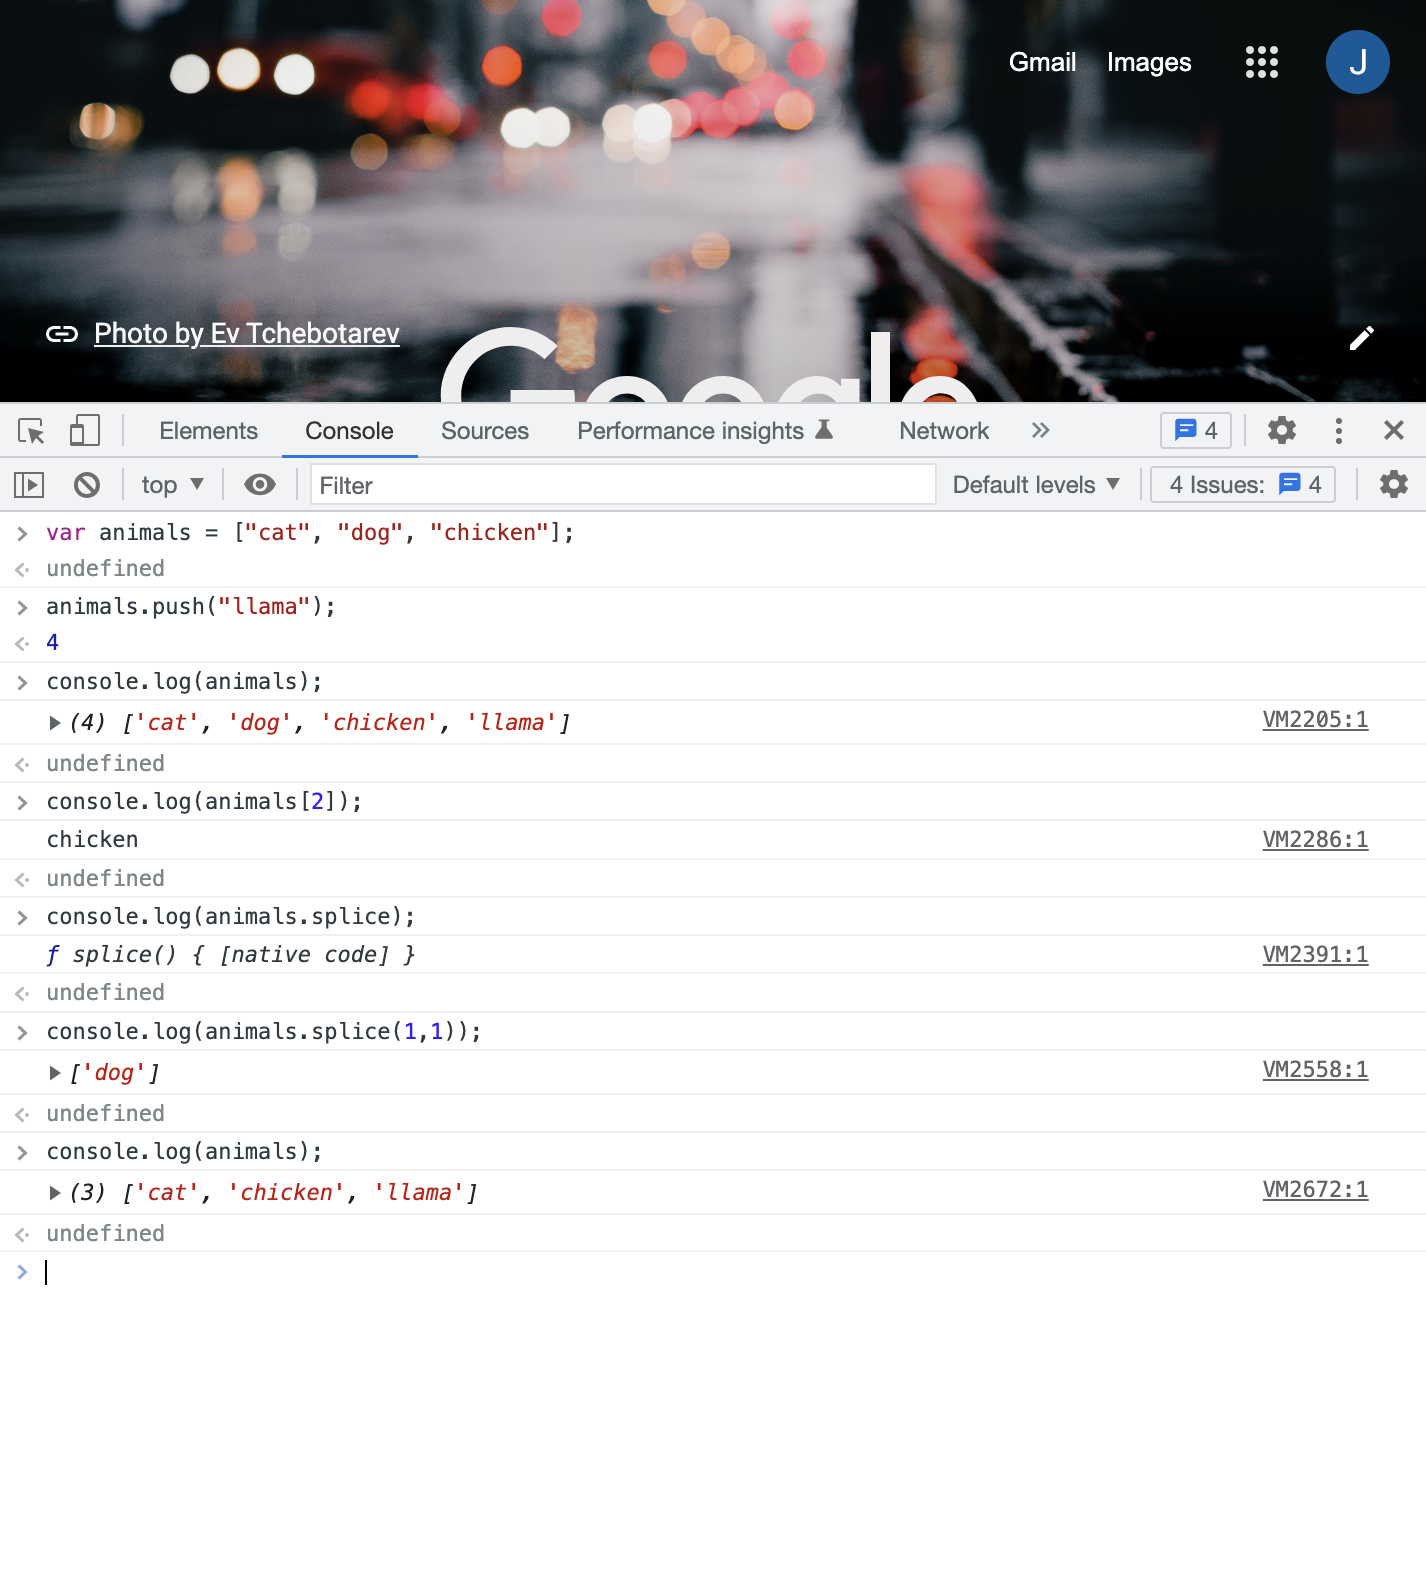 Gmail Images J
Photo by Ev Tchebotarev
Google
Elements Console Sources Performance insights Network 4
top Filter Default levels 4 Issues: 4
> var animals = ["cat", "dog", "chicken"];
undefined
> animals.push("llama");
4
> console.log(animals);
(4) ['cat', 'dog', 'chicken', 'llama'] VM2205:1
undefined
> console.log(animals[2]);
chicken VM2286:1
undefined
> console.log(animals.splice);
ƒ splice() { [native code] } VM2391:1
undefined
> console.log(animals.splice(1,1));
['dog'] VM2558:1
undefined
> console.log(animals);
(3) ['cat', 'chicken', 'llama'] VM2672:1
undefined
>